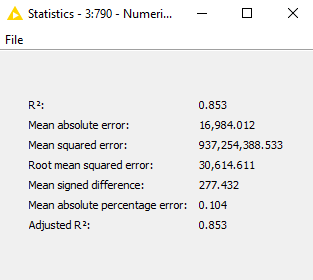 Statistics - 3:790 - Numeri...
File
R²: 0.853
Mean absolute error: 16,984.012
Mean squared error: 937,254,388.533
Root mean squared error: 30,614.611
Mean signed difference: 277.432
Mean absolute percentage error: 0.104
Adjusted R²: 0.853